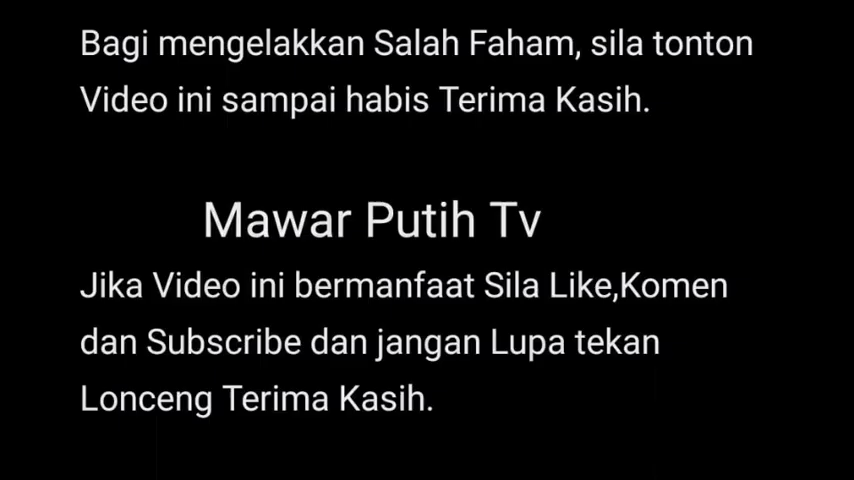 Bagi mengelakkan Salah Faham, sila tonton
Video ini sampai habis Terima Kasih.
Mawar Putih Tv
Jika Video ini bermanfaat Sila Like,Komen
dan Subscribe dan jangan Lupa tekan
Lonceng Terima Kasih.